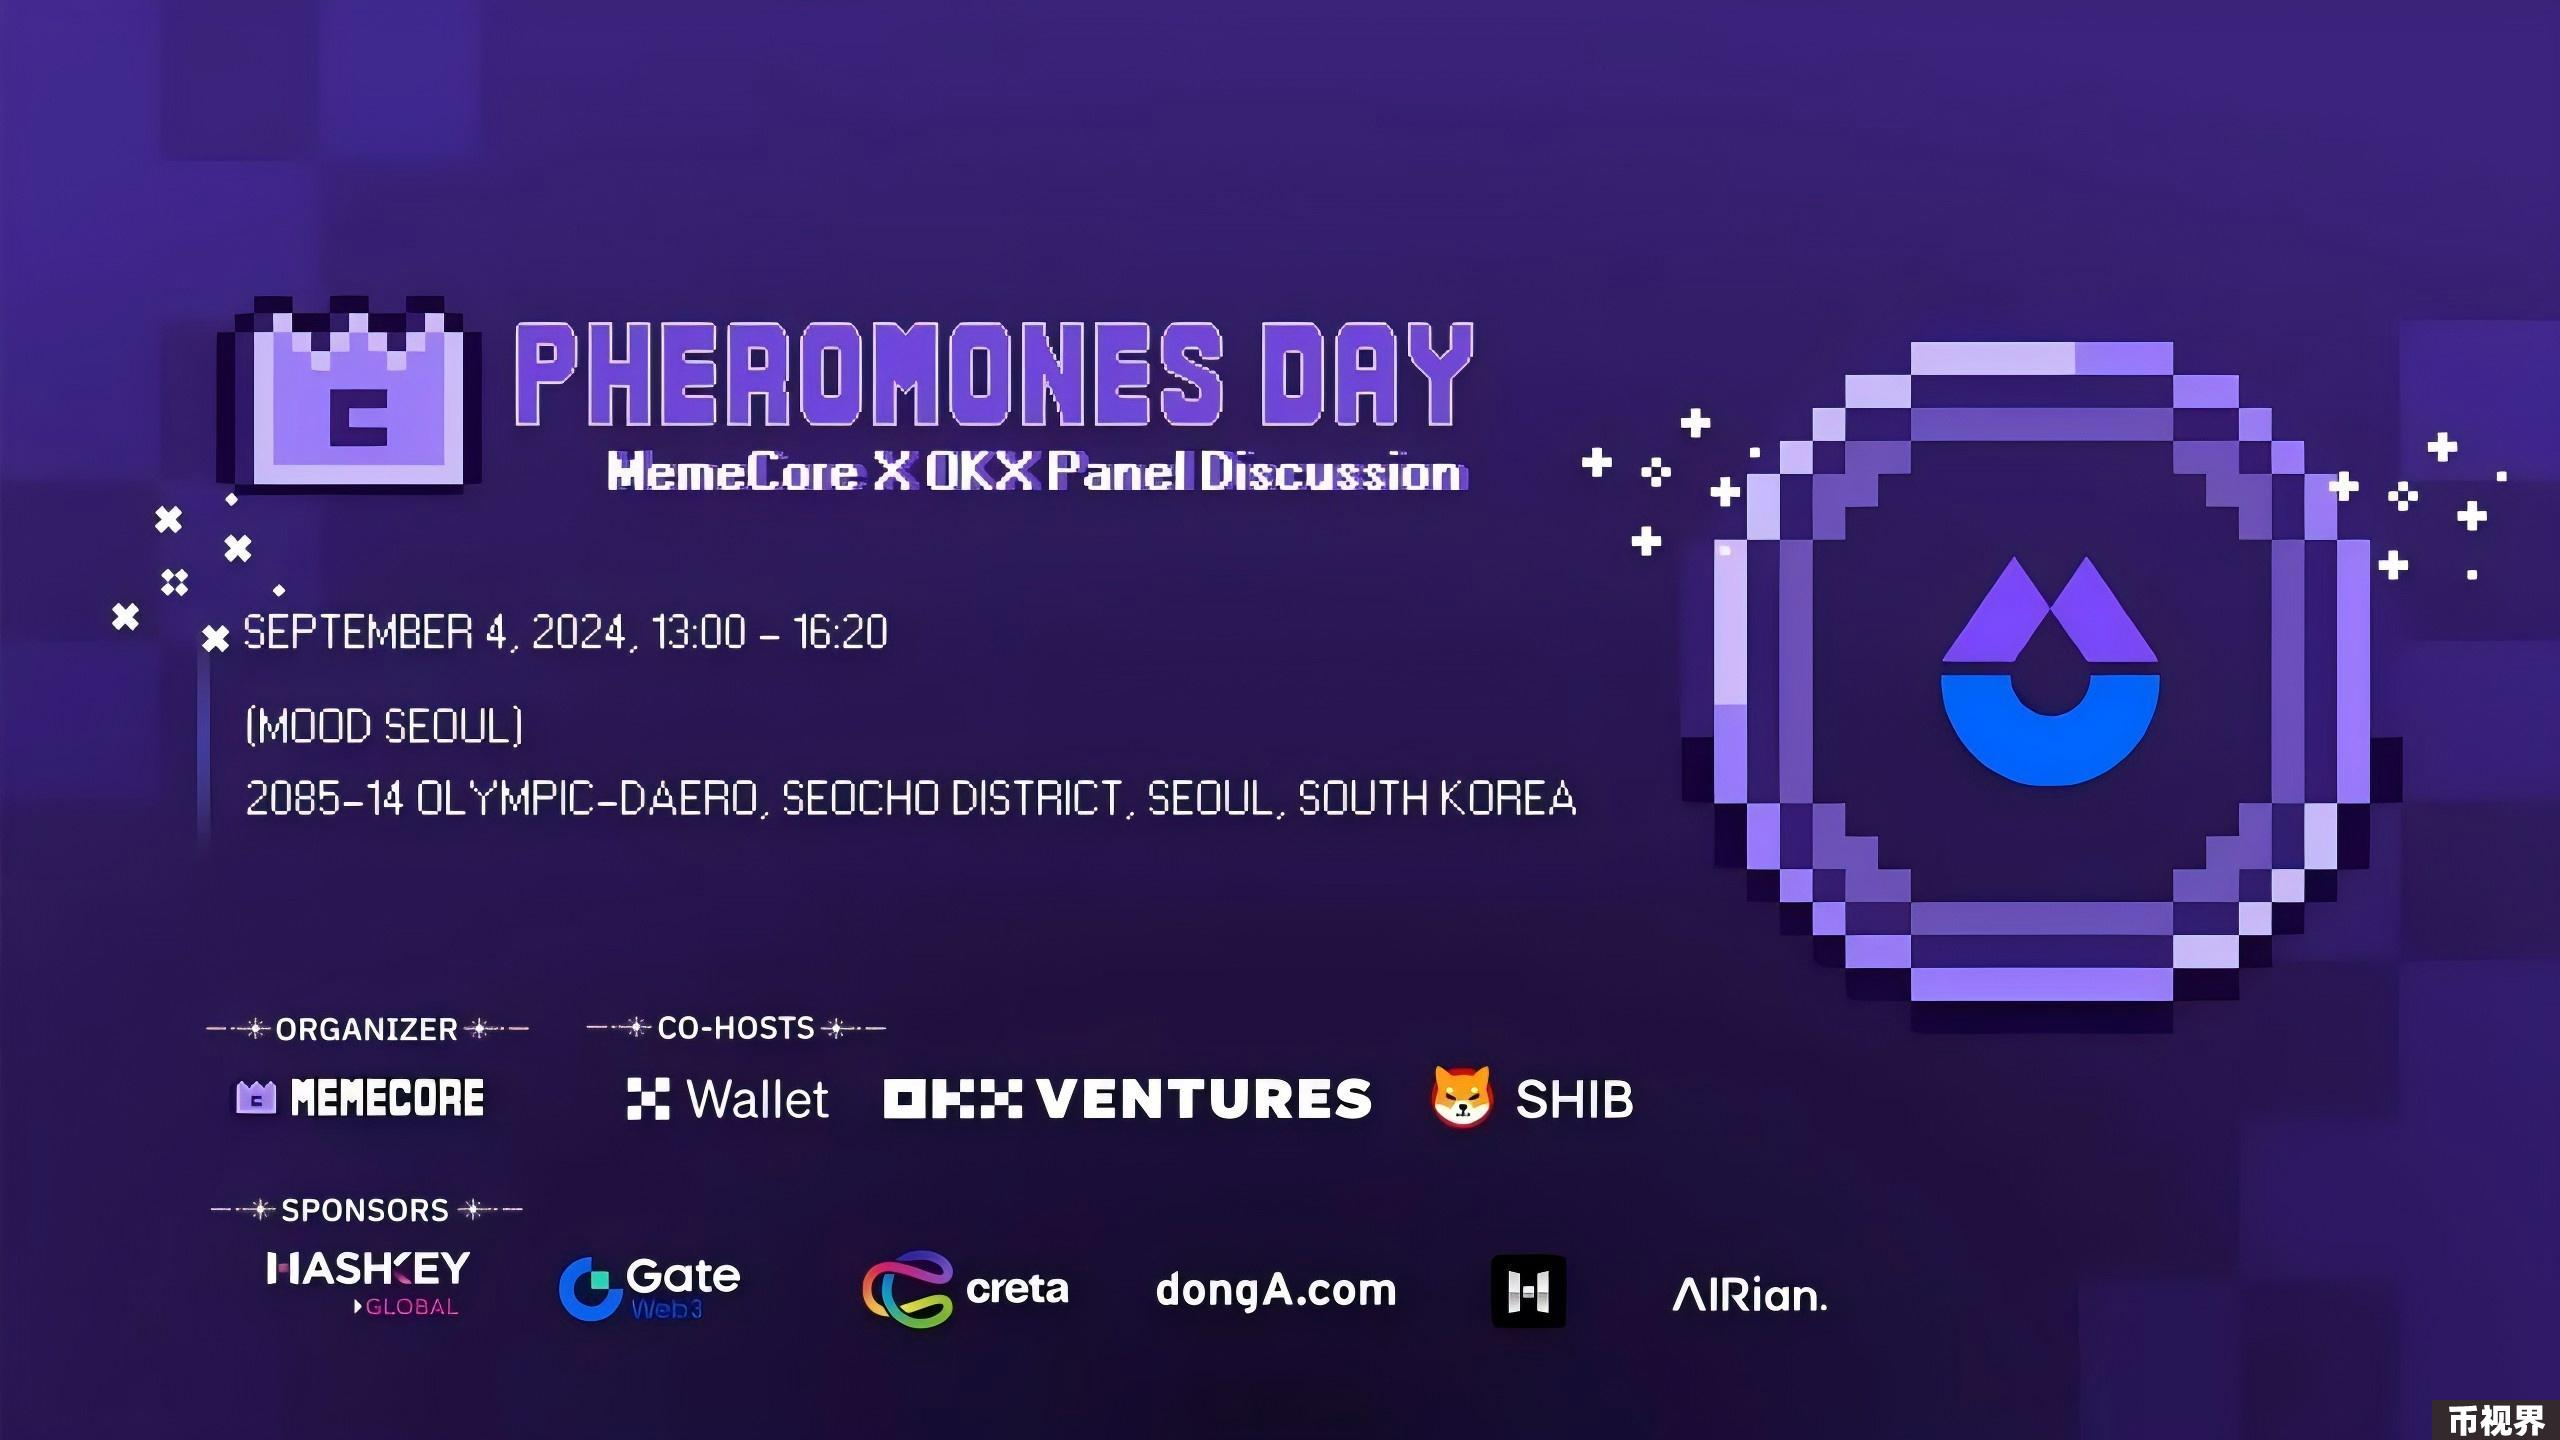 PHEROMONES DAY
MemeCore X OKX Panel Discussion
SEPTEMBER 4, 2024, 13:00 - 16:20
(MOOD SEOUL)
2085-14 OLYMPIC-DAERO, SEOCHO DISTRICT, SEOUL, SOUTH KOREA
ORGANIZER
CO-HOSTS
MEMECORE
Wallet
OKX VENTURES
SHIB
SPONSORS
HASHKEY
GLOBAL
Gate
Web3
creta
dongA.com
H
AIRian.
币视界